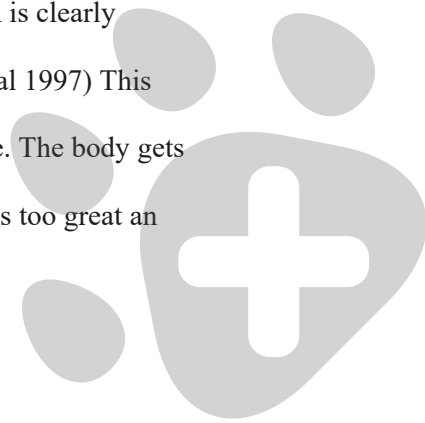 is clearly
al 1997) This
e. The body gets
s too great an